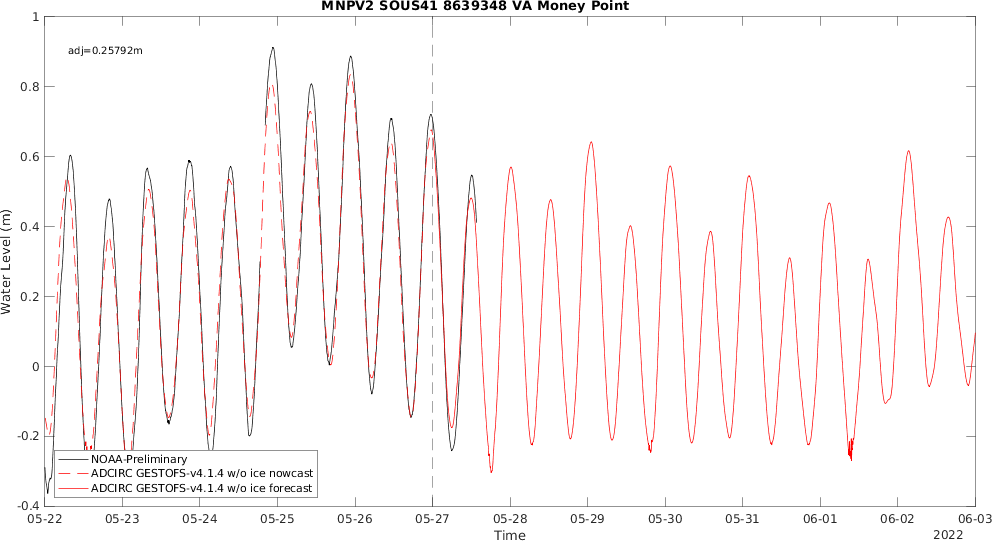 MNPV2 SOUS41 8639348 VA Money Point
adj=0.25792m
Water Level (m)
1
0.8
0.6
0.4
0.2
0
-0.2
-0.4
NOAA-Preliminary
ADCIRC GESTOFS-v4.1.4 w/o ice nowcast
ADCIRC GESTOFS-v4.1.4 w/o ice forecast
05-22 05-23 05-24 05-25 05-26 05-27 05-28 05-29 05-30 05-31 06-01 06-02 06-03
Time
2022